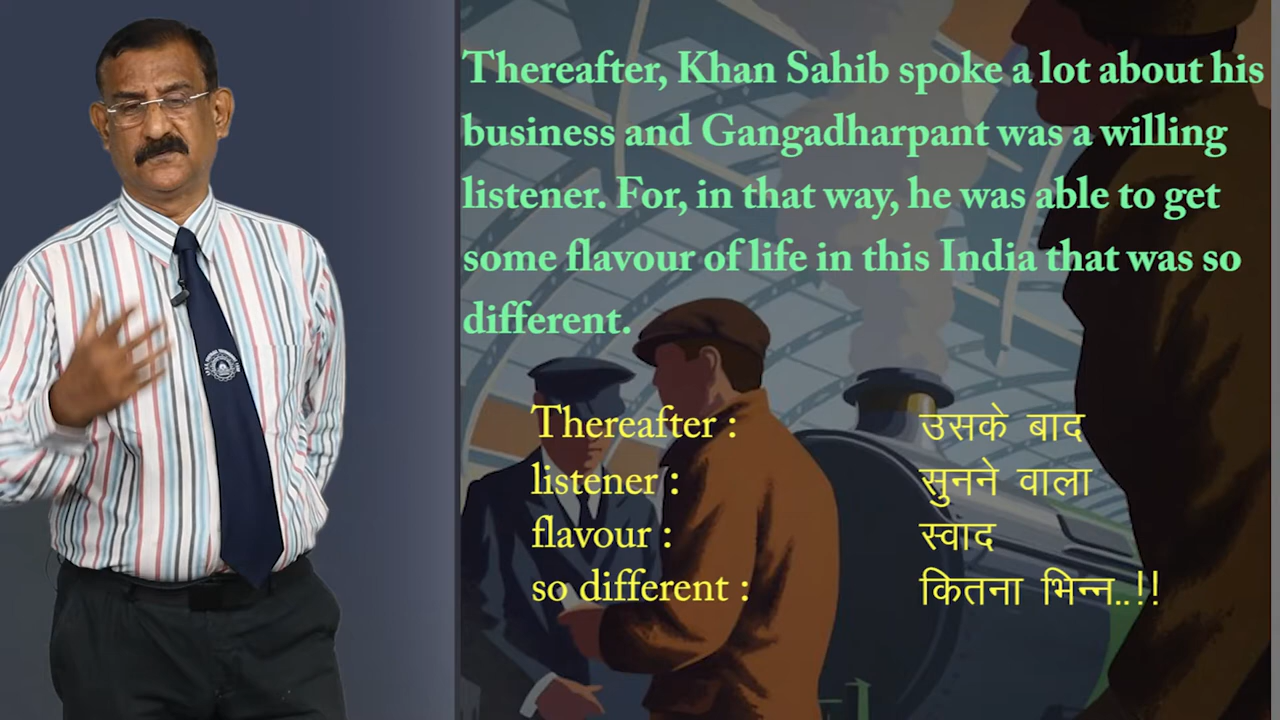 Thereafter, Khan Sahib spoke a lot about his
business and Gangadharpant was a willing
listener. For, in that way, he was able to get
some flavour of life in this India that was so
different.
Thereafter : उसके बाद
listener : सुनने वाला
flavour : स्वाद
so different : कितना भिन्न..!!